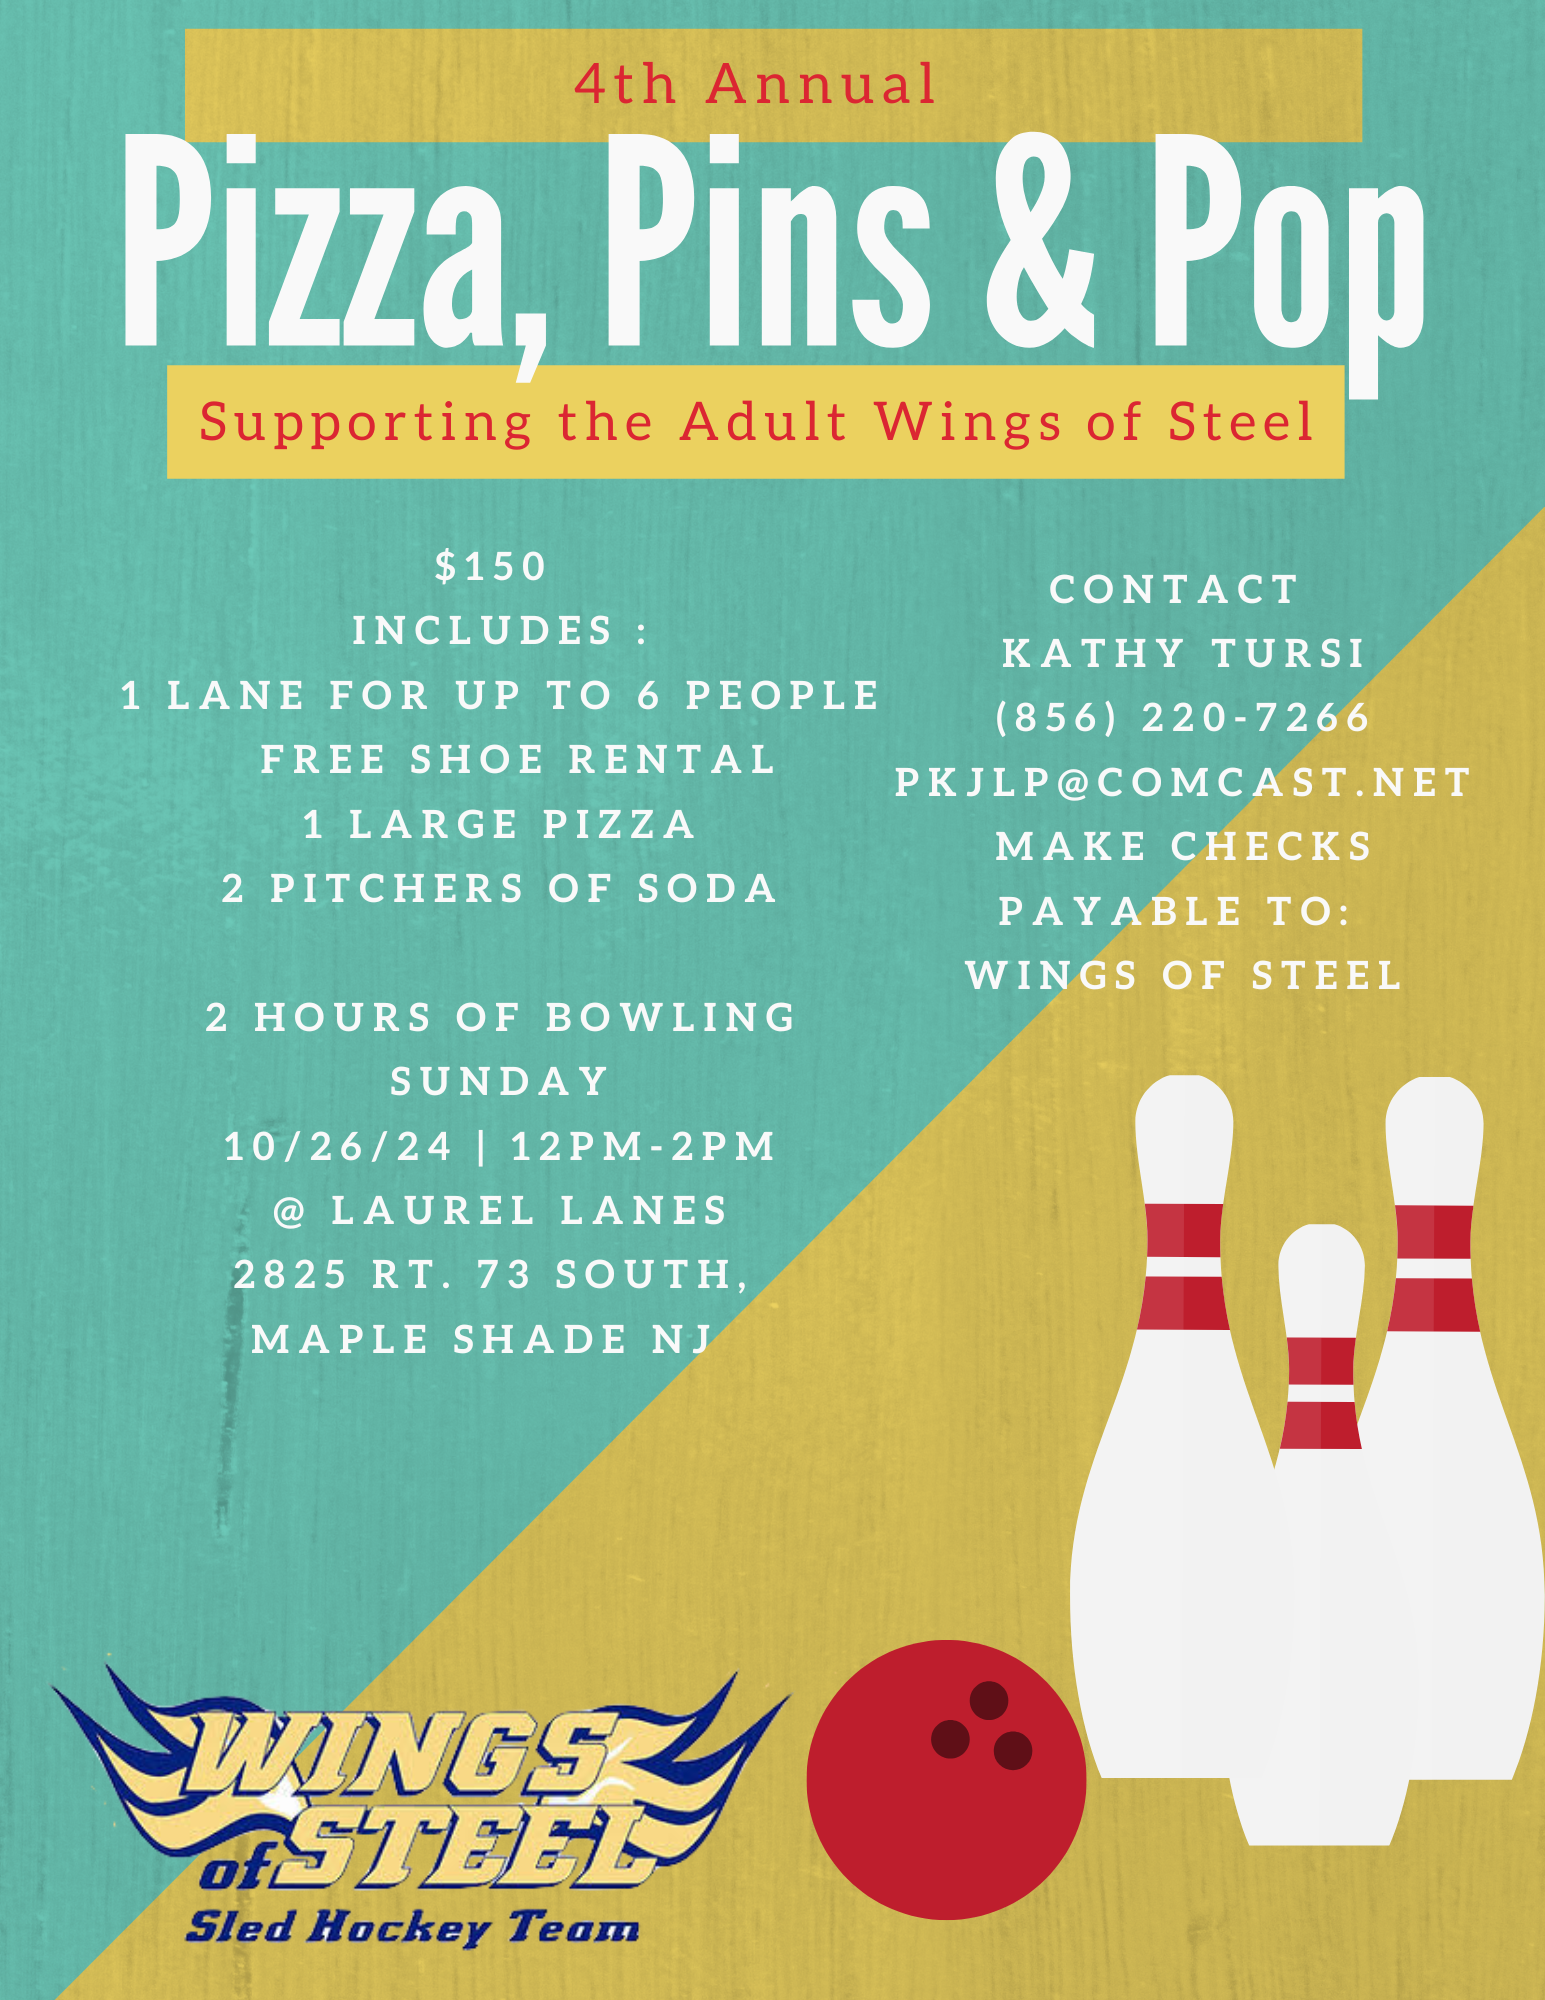 4th Annual
Pizza, Pins & Pop
Supporting the Adult Wings of Steel
$150
INCLUDES :
1 LANE FOR UP TO 6 PEOPLE
FREE SHOE RENTAL
1 LARGE PIZZA
2 PITCHERS OF SODA
2 HOURS OF BOWLING
SUNDAY
10/26/24 | 12PM-2PM
@ LAUREL LANES
2825 RT. 73 SOUTH,
MAPLE SHADE NJ
CONTACT
KATHY TURSI
(856) 220-7266
PKJLP@COMCAST.NET
MAKE CHECKS
PAYABLE TO:
WINGS OF STEEL
WINGS
of STEEL
Sled Hockey Team